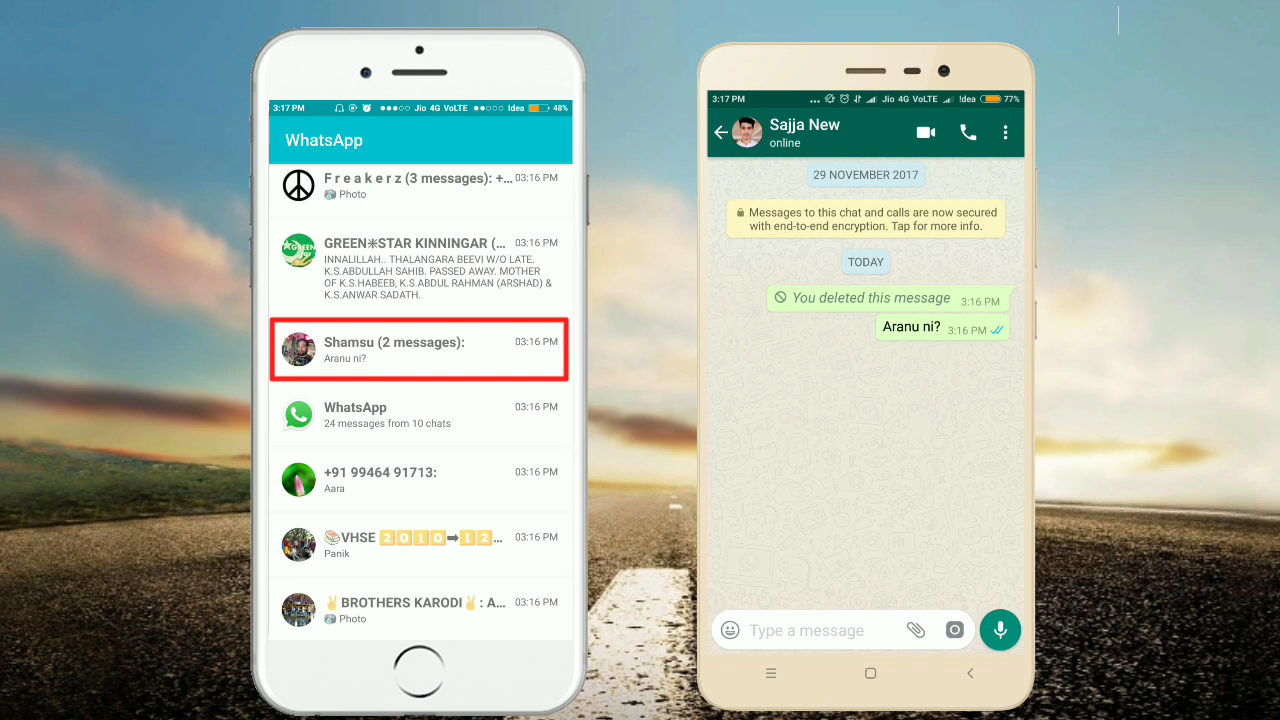 3:17 PM
Jio 4G VoLTE
Idea
48%
WhatsApp
F r e a k e r z (3 messages): +...
03:16 PM
📷 Photo
GREEN✳STAR KINNINGAR (...
03:16 PM
INNALILLAH.. THALANGARA BEEVI W/O LATE.
K.S.ABDULLAH SAHIB. PASSED AWAY. MOTHER
OF K.S.HABEEB, K.S.ABDUL RAHMAN (ARSHAD) &
K.S.ANWAR SADATH.
Shamsu (2 messages):
03:16 PM
Aranu ni?
WhatsApp
03:16 PM
24 messages from 10 chats
+91 99464 91713:
03:16 PM
Aara
📚VHSE 2️⃣0️⃣1️⃣0️⃣➡1️⃣2️⃣...
03:16 PM
Panik
✌BROTHERS KARODI✌: A...
03:16 PM
📷 Photo
3:17 PM
... Jio 4G VoLTE
!dea
77%
Sajja New
online
29 NOVEMBER 2017
Messages to this chat and calls are now secured
with end-to-end encryption. Tap for more info.
TODAY
You deleted this message
3:16 PM
Aranu ni?
3:16 PM
Type a message